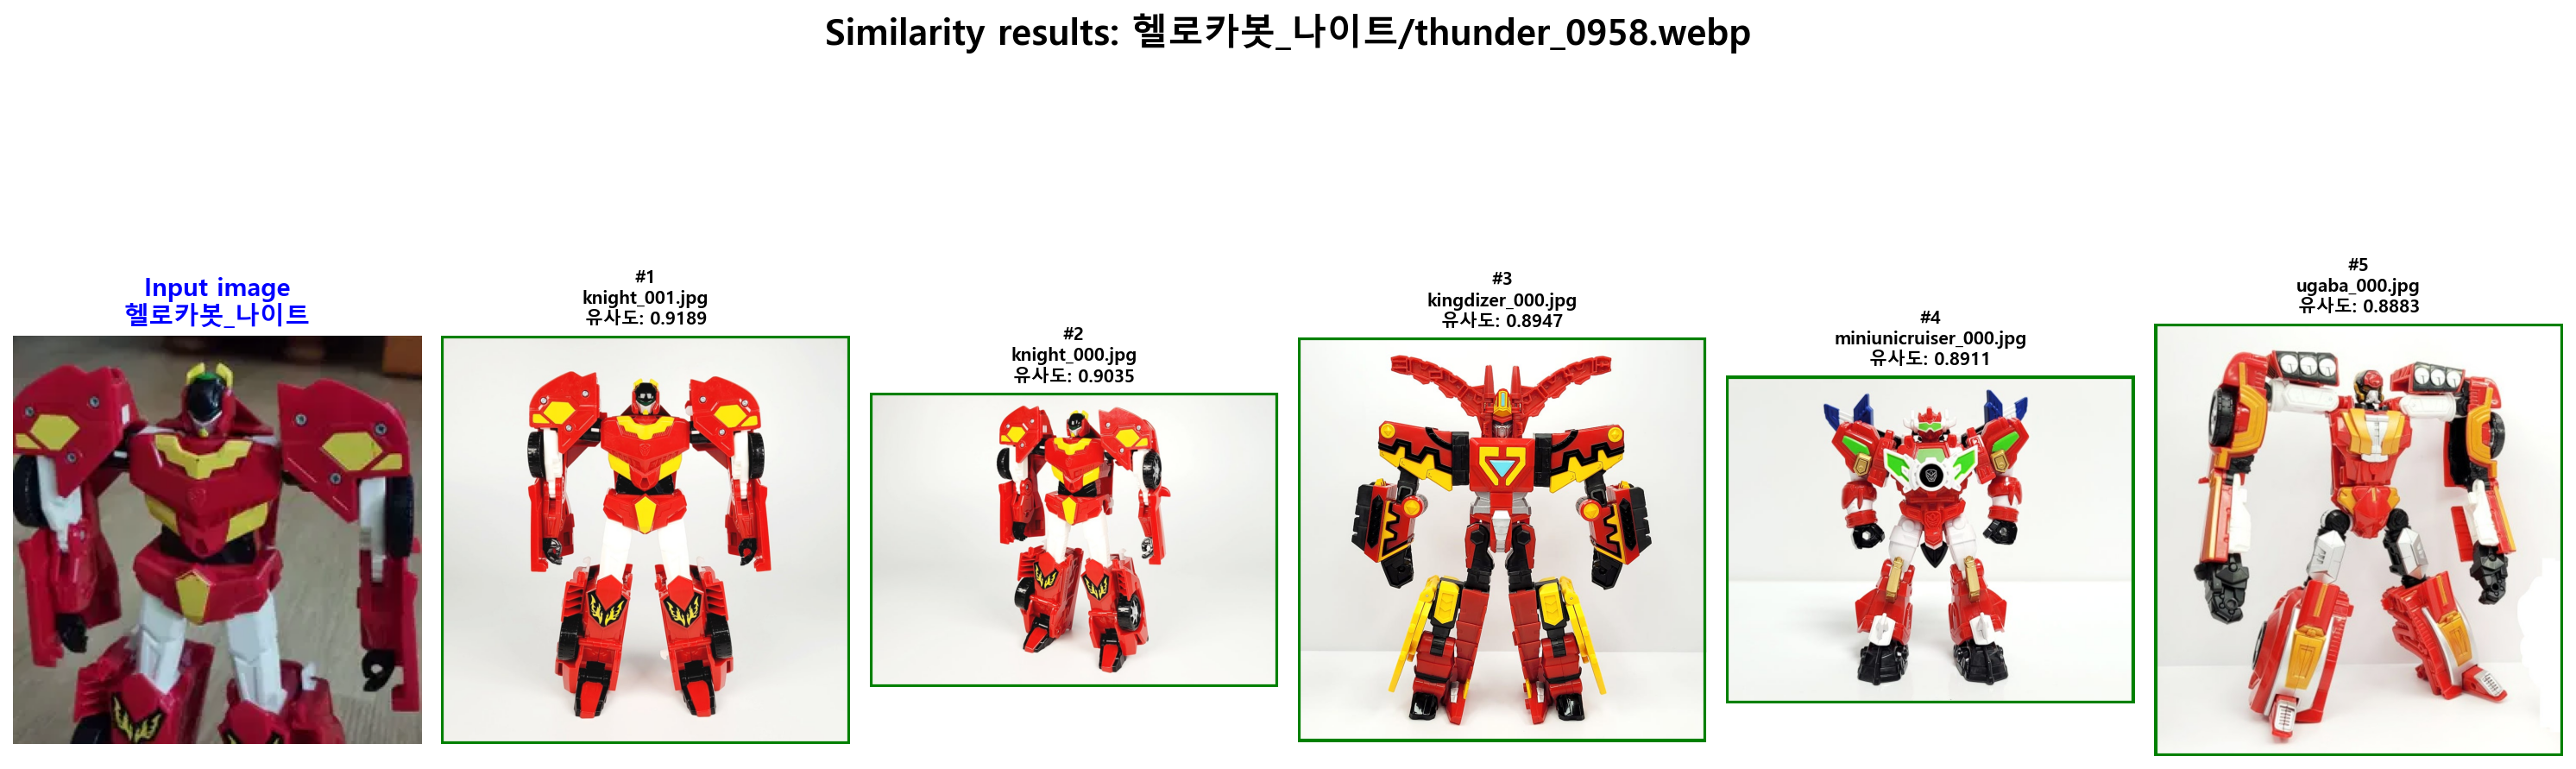 Similarity results: 헬로카봇_나이트/thunder_0958.webp
Input image
헬로카봇_나이트
#1
knight_001.jpg
유사도: 0.9189
#2
knight_000.jpg
유사도: 0.9035
#3
kingdizer_000.jpg
유사도: 0.8947
#4
miniunicruiser_000.jpg
유사도: 0.8911
#5
ugaba_000.jpg
유사도: 0.8883